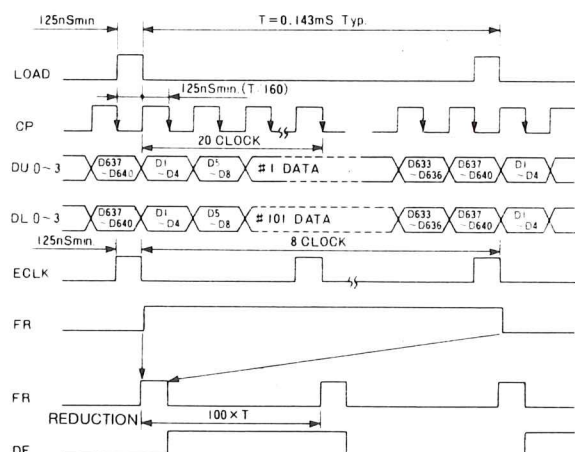 125nSmin. T=0.143mS Typ.
LOAD
125nSmin.(T/160)
CP
20 CLOCK
DU 0~3 D637 ~D640 D1 ~D4 D5 ~D8 #1 DATA D633 ~D636 D637 ~D640 D1 ~D4
DL 0~3 D637 ~D640 D1 ~D4 D5 ~D8 #101 DATA D633 ~D636 D637 ~D640 D1 ~D4
125nSmin. 8 CLOCK
ECLK
FR
FR
REDUCTION 100×T